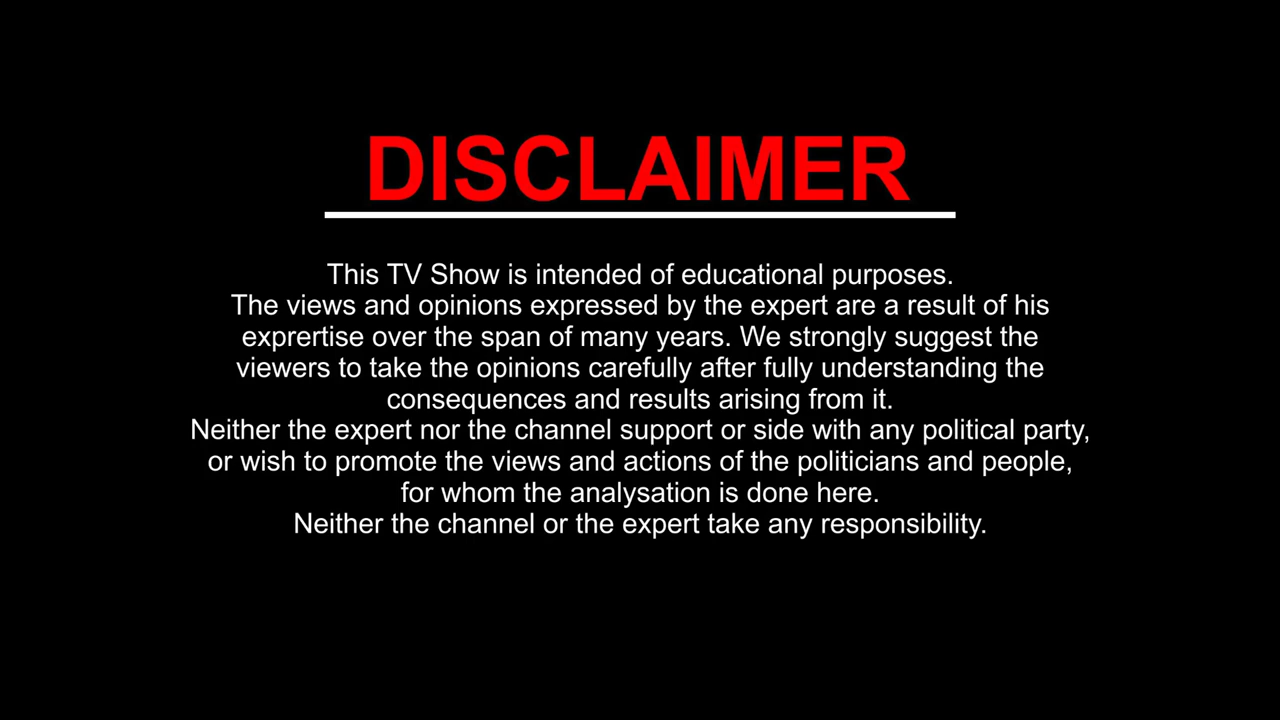 DISCLAIMER
This TV Show is intended of educational purposes.
The views and opinions expressed by the expert are a result of his
exprertise over the span of many years. We strongly suggest the
viewers to take the opinions carefully after fully understanding the
consequences and results arising from it.
Neither the expert nor the channel support or side with any political party,
or wish to promote the views and actions of the politicians and people,
for whom the analysation is done here.
Neither the channel or the expert take any responsibility.